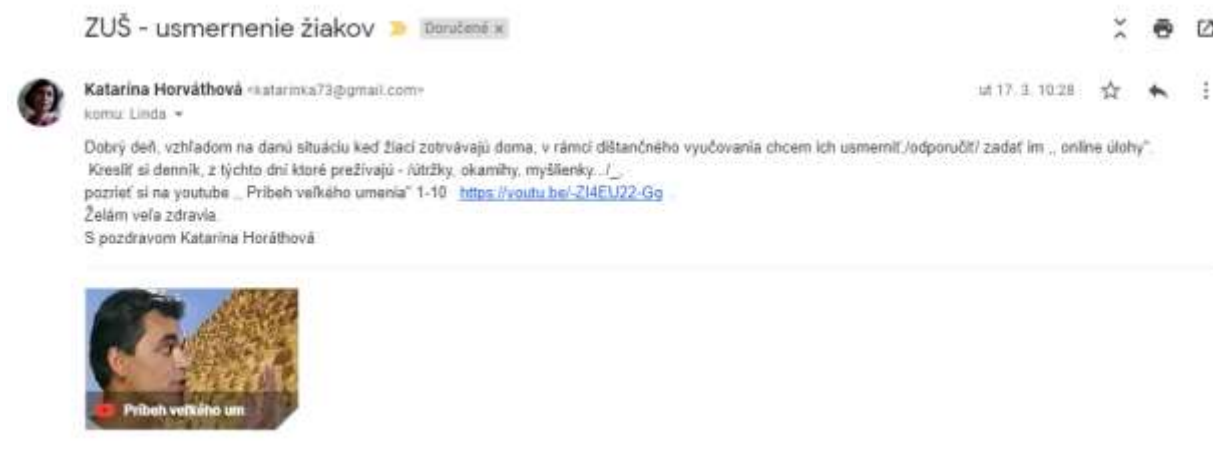 ZUŠ - usmernenie žiakov Doručené x
Katarína Horváthová <katarinka73@gmail.com> ut 17. 3. 10:28
komu: Linda
Dobrý deň, vzhľadom na danú situáciu keď žiaci zotrvávajú doma, v rámci dištančného vyučovania chcem ich usmerniť,/odporučiť/ zadať im ,, online úlohy".
Kresliť si denník, z týchto dní ktoré prežívajú - /útržky, okamihy, myšlienky.../_,
pozrieť si na youtube ,, Príbeh veľkého umenia" 1-10 https://youtu.be/-ZI4EU22-Gg
Želám veľa zdravia.
S pozdravom Katarína Horáthová
Príbeh veľkého um